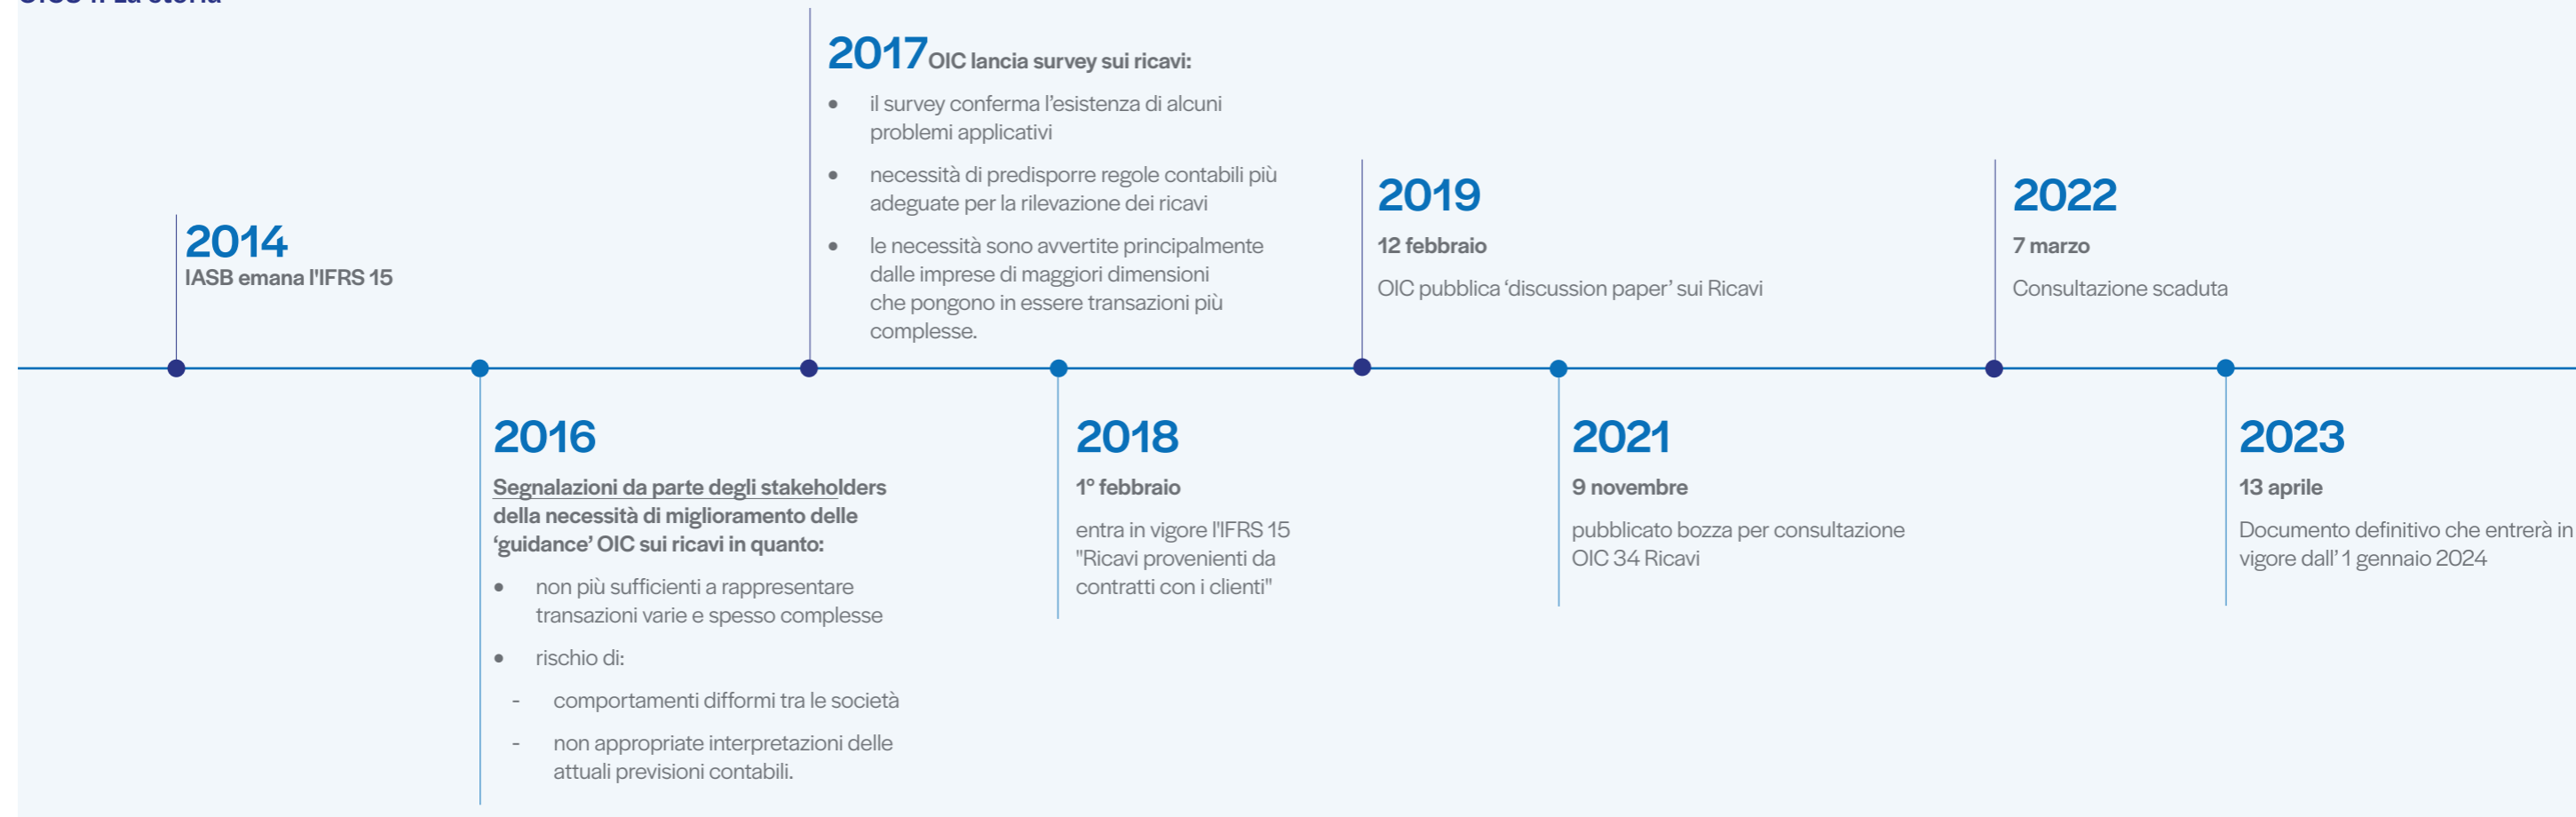 2017 OIC lancia survey sui ricavi:
• il survey conferma l'esistenza di alcuni
problemi applicativi
• necessità di predisporre regole contabili più
adeguate per la rilevazione dei ricavi
• le necessità sono avvertite principalmente
dalle imprese di maggiori dimensioni
che pongono in essere transazioni più
complesse.
2014
IASB emana l'IFRS 15
2019
12 febbraio
OIC pubblica ‘discussion paper’ sui Ricavi
2022
7 marzo
Consultazione scaduta
2016
Segnalazioni da parte degli stakeholders
della necessità di miglioramento delle
‘guidance’ OIC sui ricavi in quanto:
• non più sufficienti a rappresentare
transazioni varie e spesso complesse
• rischio di:
- comportamenti difformi tra le società
- non appropriate interpretazioni delle
attuali previsioni contabili.
2018
1° febbraio
entra in vigore l'IFRS 15
"Ricavi provenienti da
contratti con i clienti"
2021
9 novembre
pubblicato bozza per consultazione
OIC 34 Ricavi
2023
13 aprile
Documento definitivo che entrerà in
vigore dall’ 1 gennaio 2024